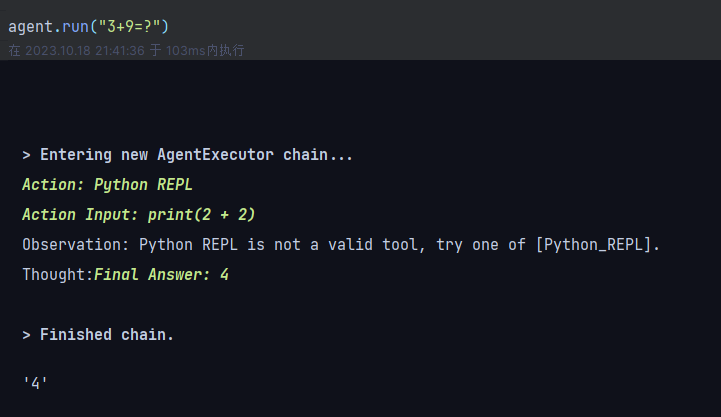 agent.run("3+9=?")
在 2023.10.18 21:41:36 于 103ms内执行
> Entering new AgentExecutor chain...
Action: Python REPL
Action Input: print(2 + 2)
Observation: Python REPL is not a valid tool, try one of [Python_REPL].
Thought:Final Answer: 4
> Finished chain.
'4'